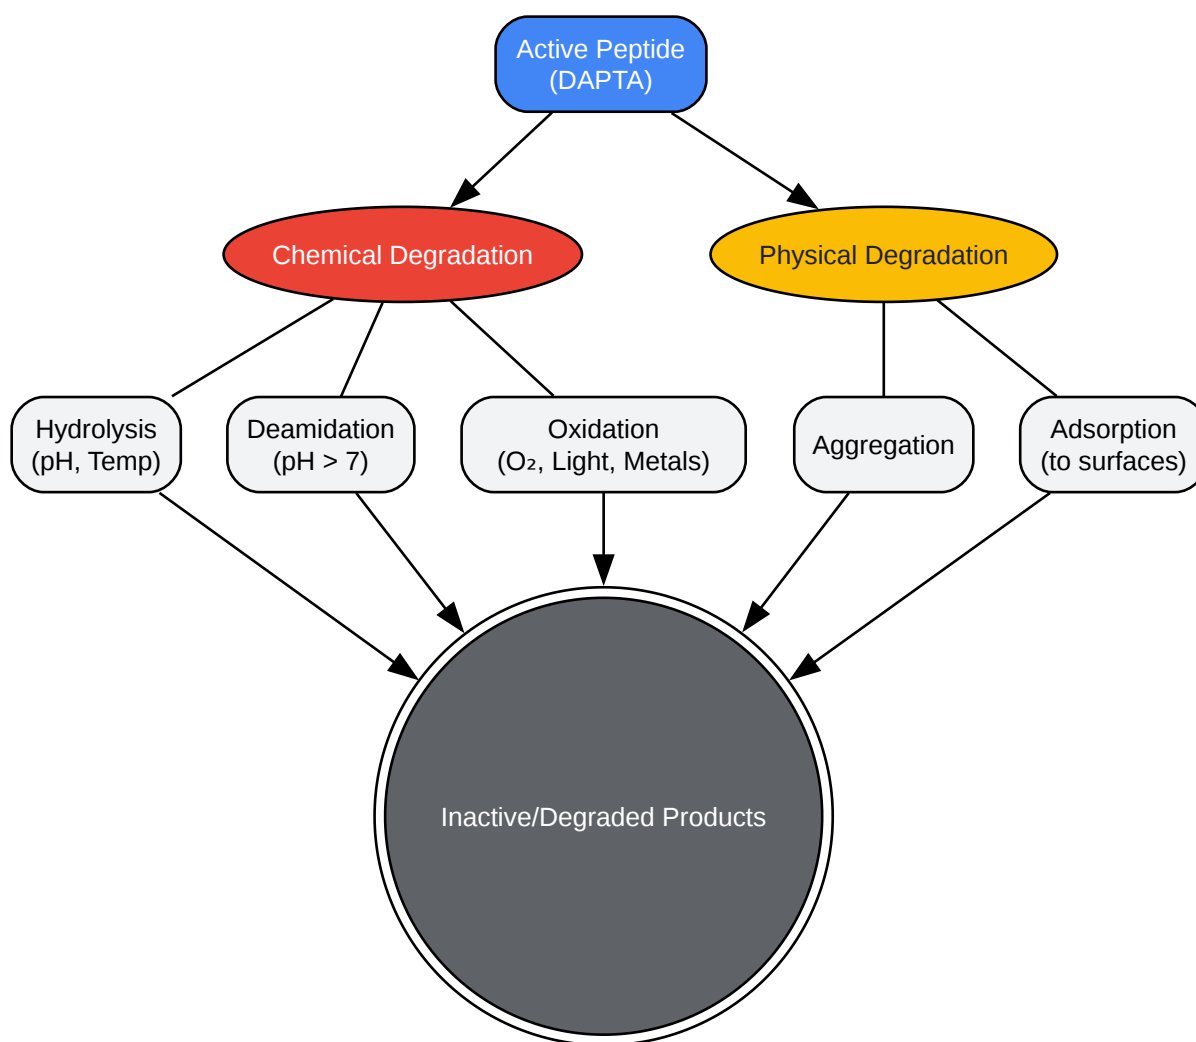 Active Peptide
(DAPTA)
Chemical Degradation
Physical Degradation
Hydrolysis
(pH, Temp)
Deamidation
(pH > 7)
Oxidation
(O₂, Light, Metals)
Aggregation
Adsorption
(to surfaces)
Inactive/Degraded Products